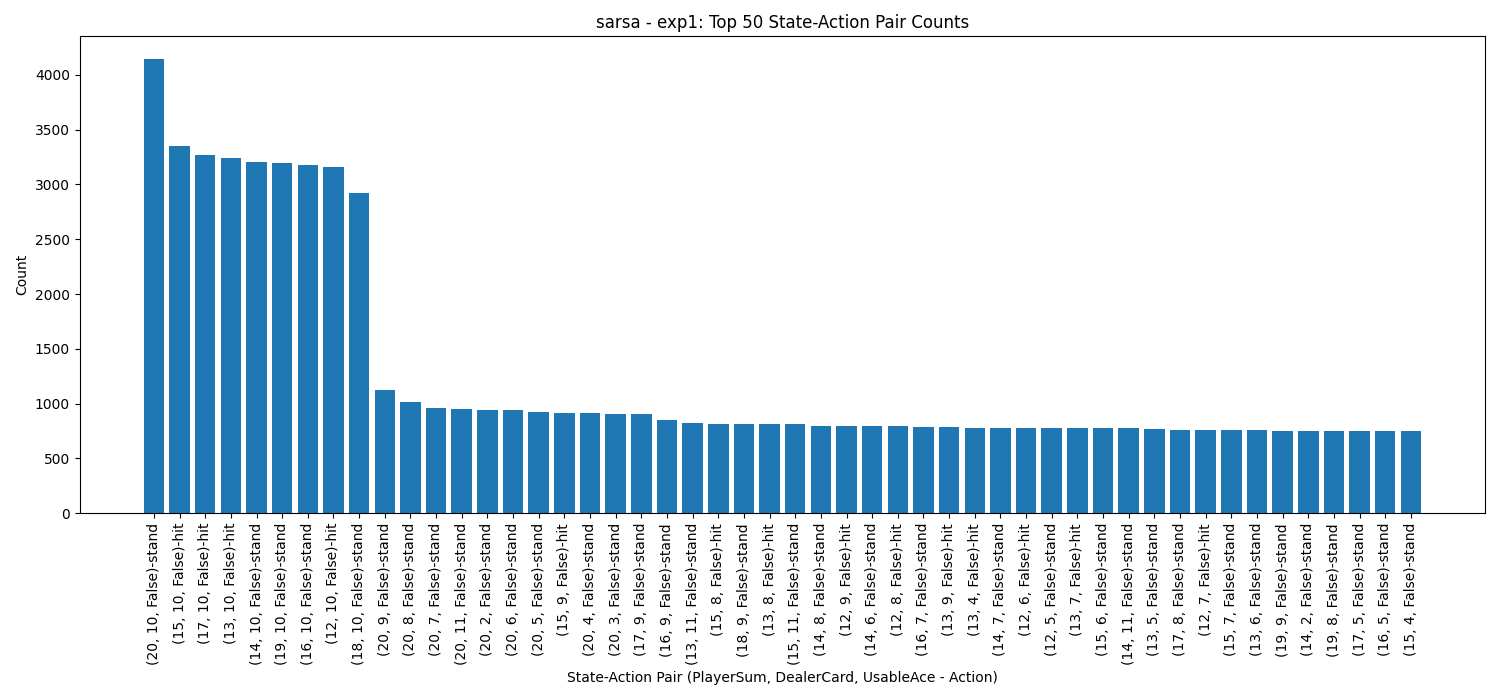 sarsa - exp1: Top 50 State-Action Pair Counts
Count
4000
3500
3000
2500
2000
1500
1000
500
0
(20, 10, False)-stand
(15, 10, False)-hit
(17, 10, False)-hit
(13, 10, False)-hit
(14, 10, False)-stand
(19, 10, False)-stand
(16, 10, False)-stand
(12, 10, False)-hit
(18, 10, False)-stand
(20, 9, False)-stand
(20, 8, False)-stand
(20, 7, False)-stand
(20, 11, False)-stand
(20, 2, False)-stand
(20, 6, False)-stand
(20, 5, False)-stand
(15, 9, False)-hit
(20, 4, False)-stand
(20, 3, False)-stand
(17, 9, False)-stand
(16, 9, False)-stand
(13, 11, False)-stand
(15, 8, False)-hit
(18, 9, False)-stand
(13, 8, False)-hit
(15, 11, False)-stand
(14, 8, False)-stand
(12, 9, False)-hit
(14, 6, False)-stand
(12, 8, False)-hit
(16, 7, False)-stand
(13, 9, False)-hit
(13, 4, False)-hit
(14, 7, False)-stand
(12, 6, False)-hit
(12, 5, False)-stand
(13, 7, False)-hit
(15, 6, False)-stand
(14, 11, False)-stand
(13, 5, False)-stand
(17, 8, False)-stand
(12, 7, False)-hit
(15, 7, False)-stand
(13, 6, False)-stand
(19, 9, False)-stand
(14, 2, False)-stand
(19, 8, False)-stand
(17, 5, False)-stand
(16, 5, False)-stand
(15, 4, False)-stand
State-Action Pair (PlayerSum, DealerCard, UsableAce - Action)